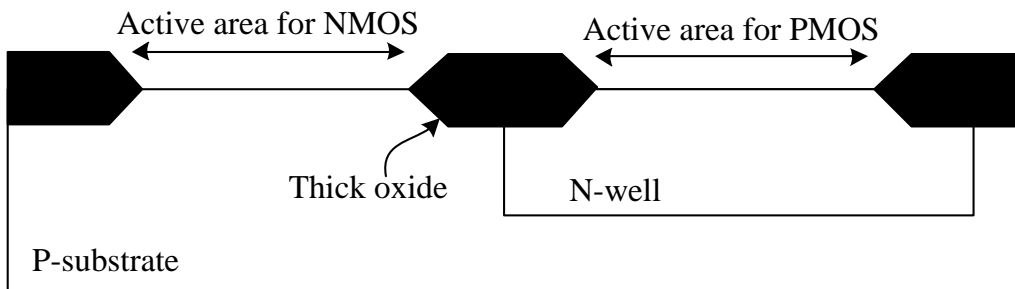 Active area for NMOS
Active area for PMOS
Thick oxide
N-well
P-substrate